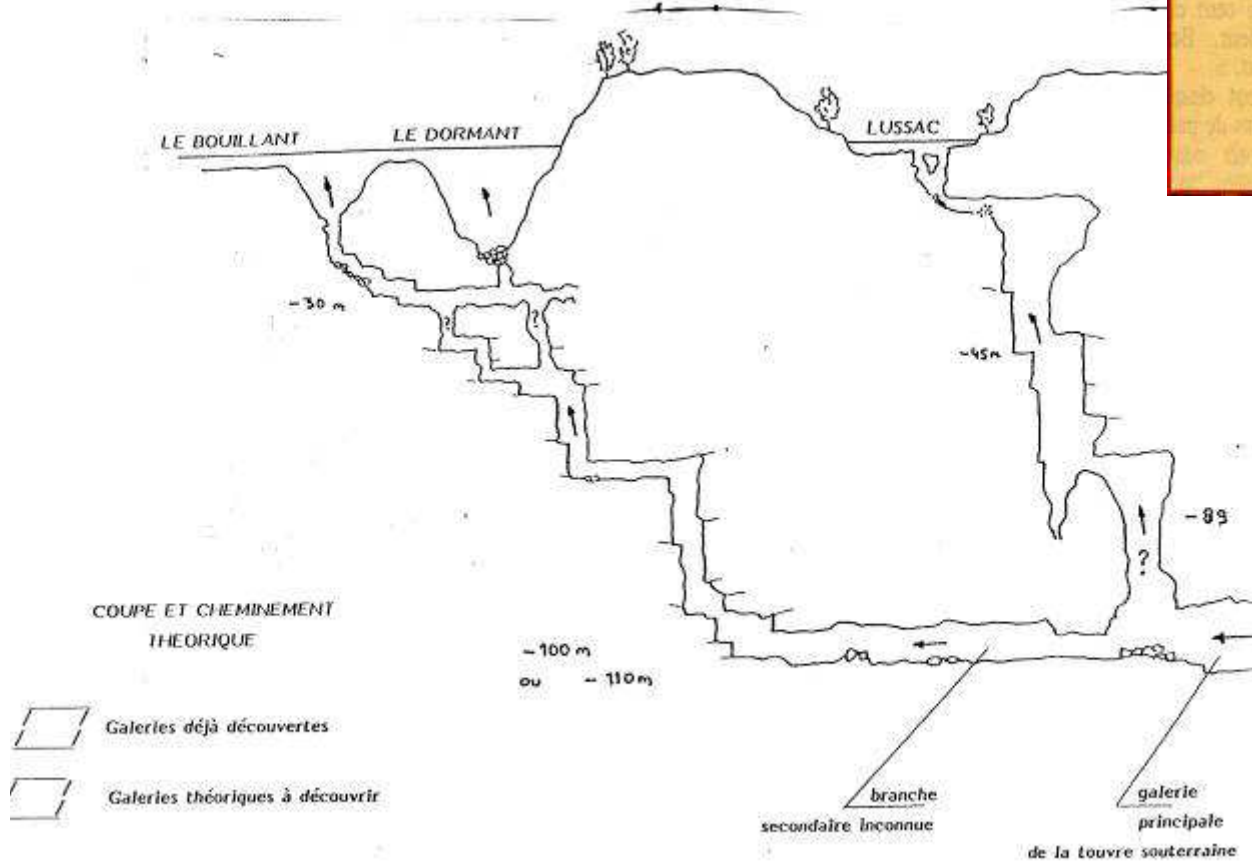 LE BOUILLANT
LE DORMANT
LUSSAC
-30 m
?
?
-45m
-89
?
COUPE ET CHEMINEMENT
THEORIQUE
-100 m
ou -110m
Galeries déjà découvertes
Galeries théoriques à découvrir
branche
secondaire inconnue
galerie
principale
de la touvre souterraine